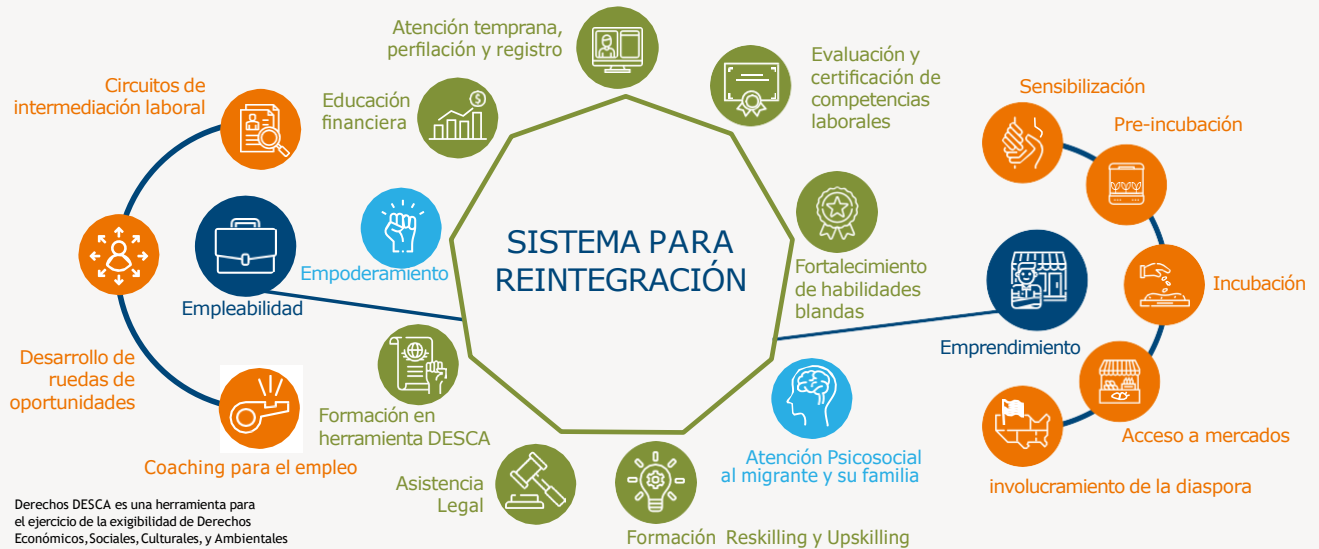 Atención temprana,
perfilación y registro
Evaluación y
certificación de
competencias
laborales
Circuitos de
intermediación laboral
Educación
financiera
Sensibilización
Pre-incubación
SISTEMA PARA
REINTEGRACIÓN
Empoderamiento
Fortalecimiento
de habilidades
blandas
Incubación
Empleabilidad
Emprendimiento
Desarrollo de
ruedas de
oportunidades
Formación en
herramienta DESCA
Acceso a mercados
Coaching para el empleo
Atención Psicosocial
al migrante y su familia
Asistencia
Legal
involucramiento de la diaspora
Formación Reskilling y Upskilling
Derechos DESCA es una herramienta para
el ejercicio de la exigibilidad de Derechos
Económicos, Sociales, Culturales, y Ambientales